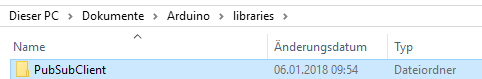 Dieser PC > Dokumente > Arduino > libraries >
Name Änderungsdatum Typ
PubSubClient 06.01.2018 09:54 Dateiordner